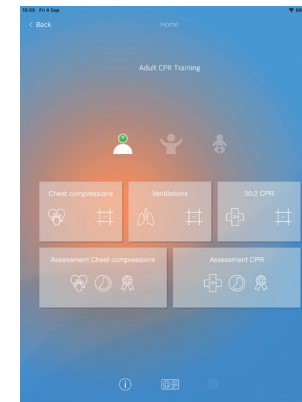 10:05 Fri 4 Sep
< Back
Home
Adult CPR Training
Chest compressions
Ventilations
30:2 CPR
Assessment Chest compressions
Assessment CPR